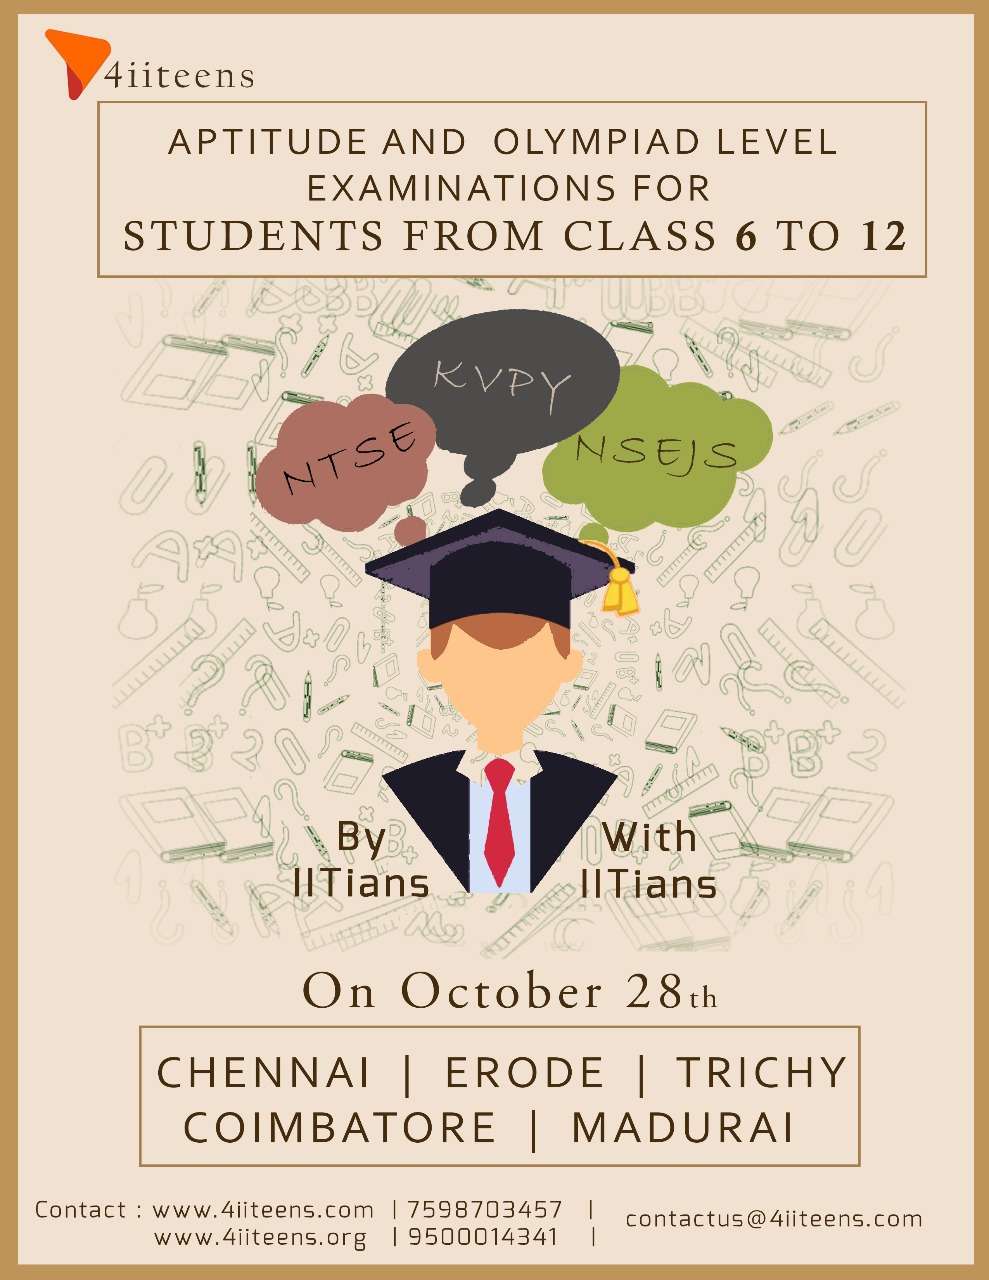 4iiteens
APTITUDE AND OLYMPIAD LEVEL
EXAMINATIONS FOR
STUDENTS FROM CLASS 6 TO 12
KVPY
NTSE
NSEJS
By
IITians
With
IITians
On October 28th
CHENNAI | ERODE | TRICHY
COIMBATORE | MADURAI
Contact : www.4iiteens.com | 7598703457 |
www.4iiteens.org | 9500014341 |
contactus@4iiteens.com